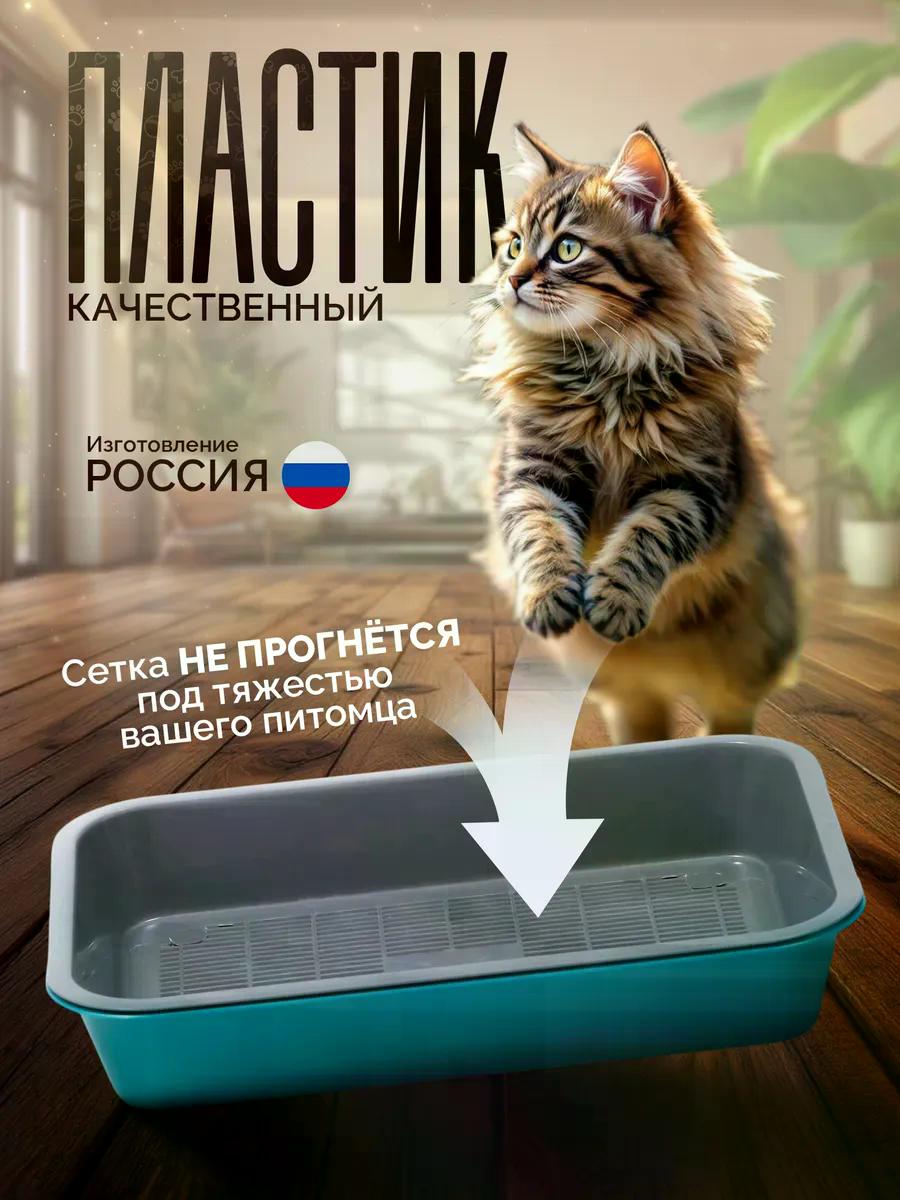 ПЛАСТИК
КАЧЕСТВЕННЫЙ
Изготовление
РОССИЯ
Сетка НЕ ПРОГНЁТСЯ
под тяжестью
вашего питомца